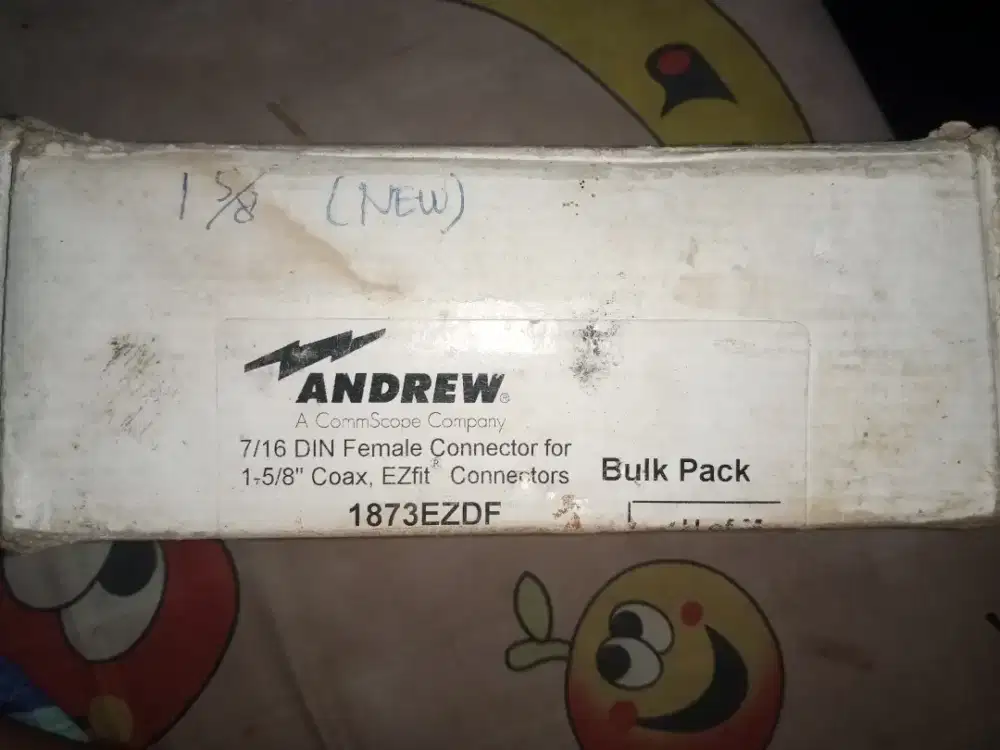 1 5/8 (NEW)
ANDREW®
A CommScope Company
7/16 DIN Female Connector for
1-5/8" Coax, EZfit® Connectors
Bulk Pack
1873EZDF